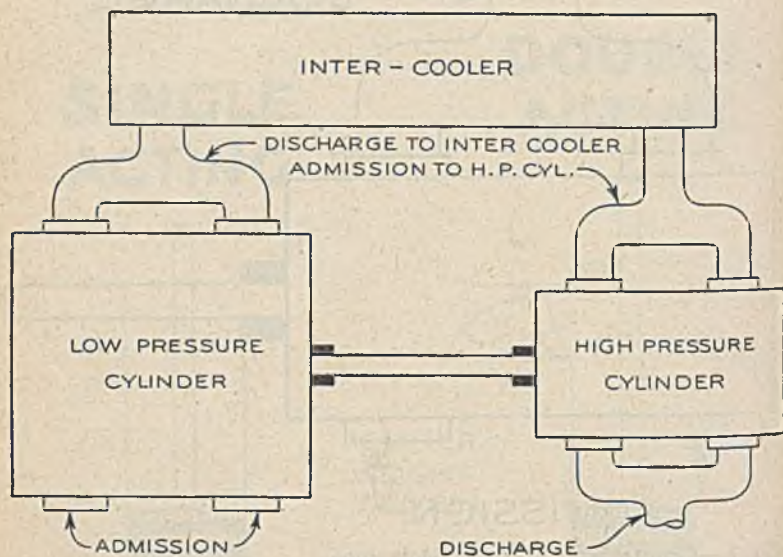 INTER-COOLER
DISCHARGE TO INTER COOLER
ADMISSION TO H.P. CYL.
LOW PRESSURE
CYLINDER
HIGH PRESSURE
CYLINDER
ADMISSION
DISCHARGE